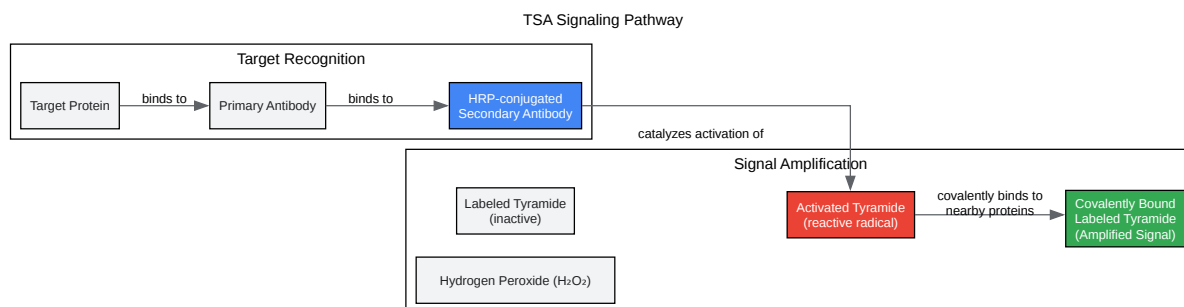 TSA Signaling Pathway
Target Recognition
Target Protein
binds to
Primary Antibody
binds to
HRP-conjugated
Secondary Antibody
catalyzes activation of
Signal Amplification
Labeled Tyramide
(inactive)
Activated Tyramide
(reactive radical)
covalently binds to
nearby proteins
Covalently Bound
Labeled Tyramide
(Amplified Signal)
Hydrogen Peroxide (H₂O₂)